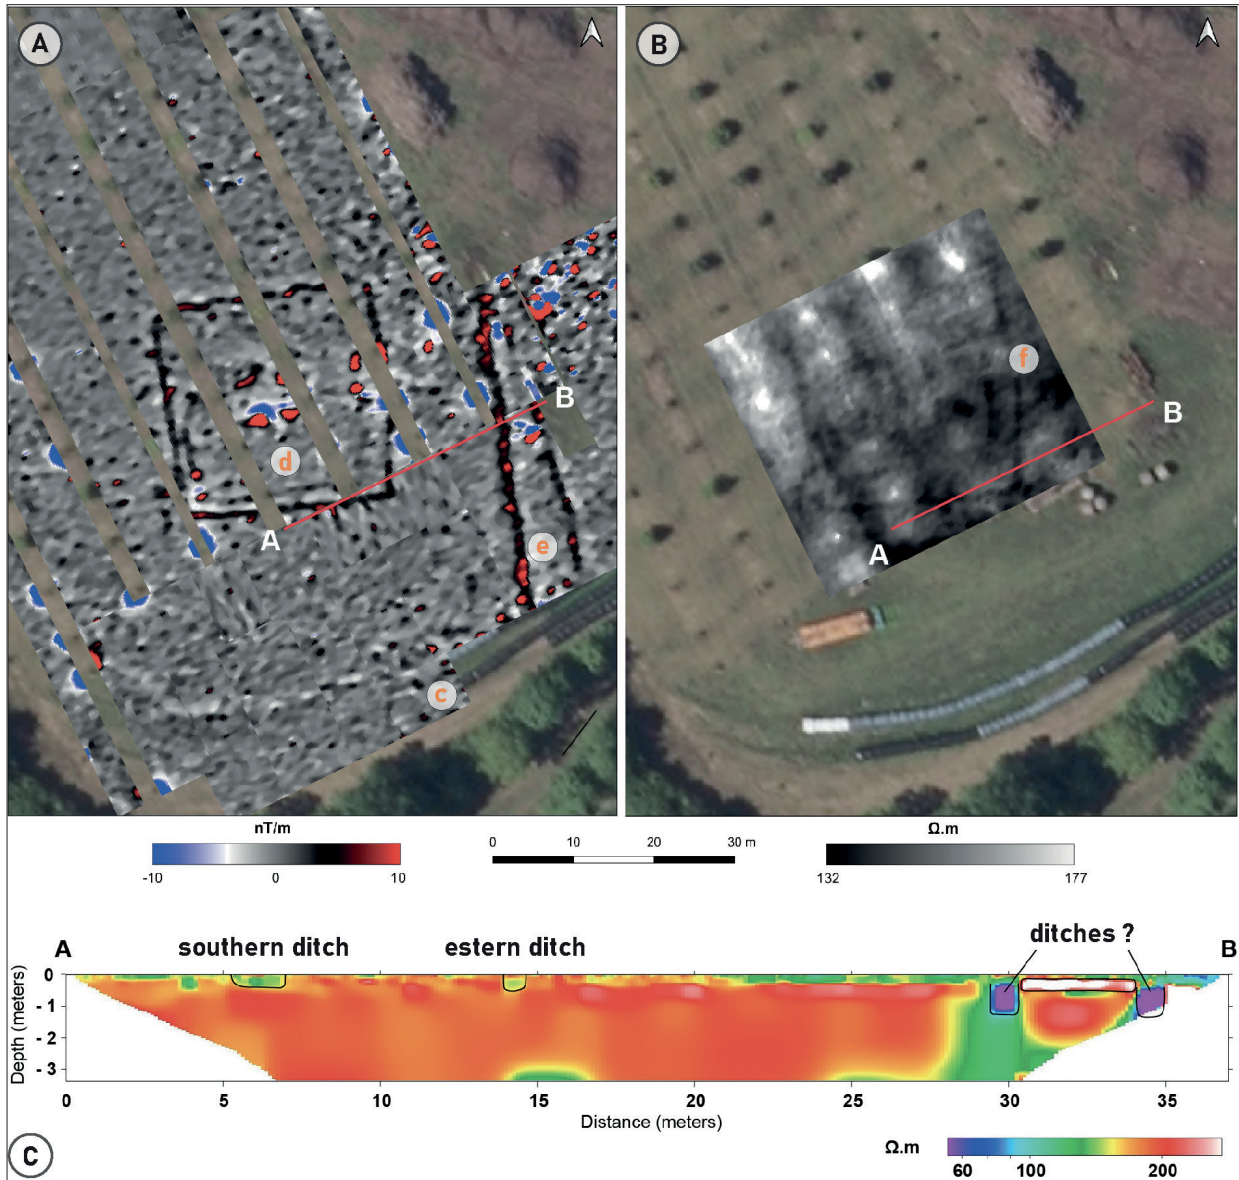 A
B
d
A
B
e
c
f
A
B
nT/m
-10 0 10
0 10 20 30 m
Ω.m
132 177
A southern ditch estern ditch ditches ? B
Depth (meters)
0
- 1
- 2
- 3
0 5 10 15 20 25 30 35
Distance (meters)
C
Ω.m
60 100 200